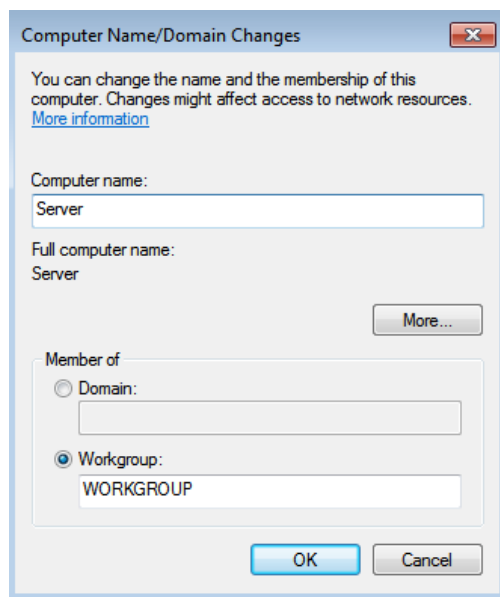 Computer Name/Domain Changes
You can change the name and the membership of this
computer. Changes might affect access to network resources.
More information
Computer name:
Server
Full computer name:
Server
More...
Member of
Domain:
Workgroup:
WORKGROUP
OK Cancel